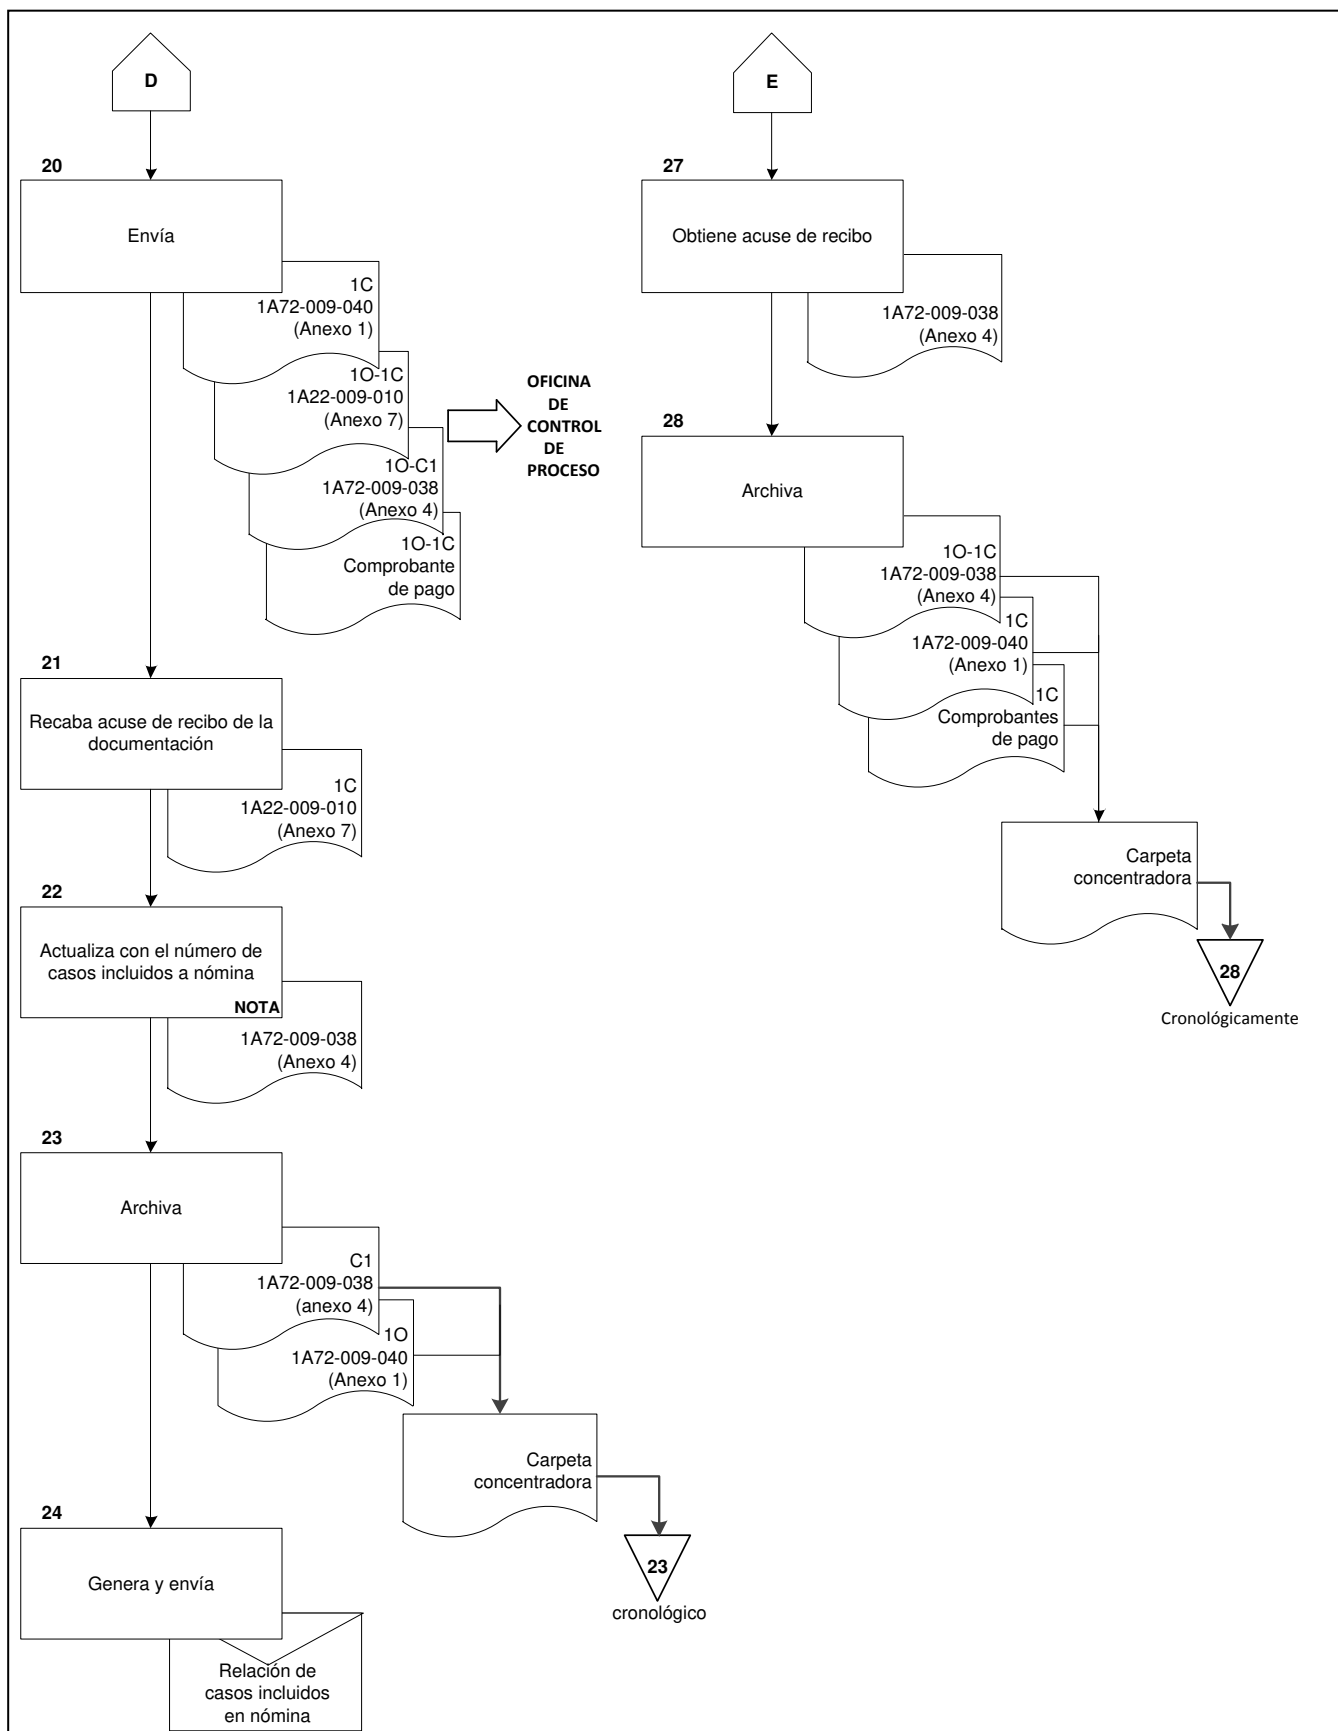 D
20
Envía
1C
1A72-009-040
(Anexo 1)
1O-1C
1A22-009-010
(Anexo 7)
1O-C1
1A72-009-038
(Anexo 4)
1O-1C
Comprobante
de pago
OFICINA
DE
CONTROL
DE
PROCESO
21
Recaba acuse de recibo de la
documentación
1C
1A22-009-010
(Anexo 7)
22
Actualiza con el número de
casos incluidos a nómina
NOTA
1A72-009-038
(Anexo 4)
23
Archiva
C1
1A72-009-038
(anexo 4)
1O
1A72-009-040
(Anexo 1)
Carpeta
concentradora
23
cronológico
24
Genera y envía
Relación de
casos incluidos
en nómina
E
27
Obtiene acuse de recibo
1A72-009-038
(Anexo 4)
28
Archiva
1O-1C
1A72-009-038
(Anexo 4)
1C
1A72-009-040
(Anexo 1)
1C
Comprobantes
de pago
Carpeta
concentradora
28
Cronológicamente